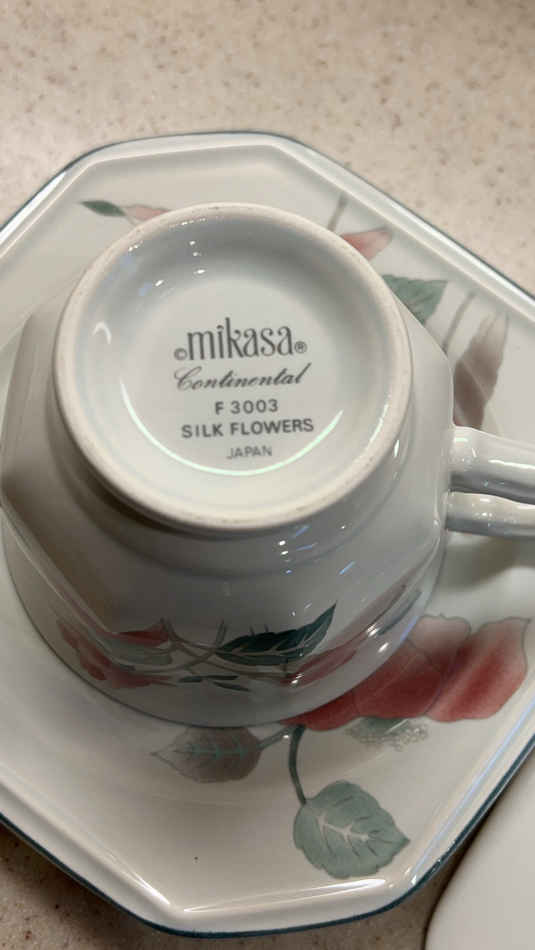 ©mikasa®
Continental
F 3003
SILK FLOWERS
JAPAN